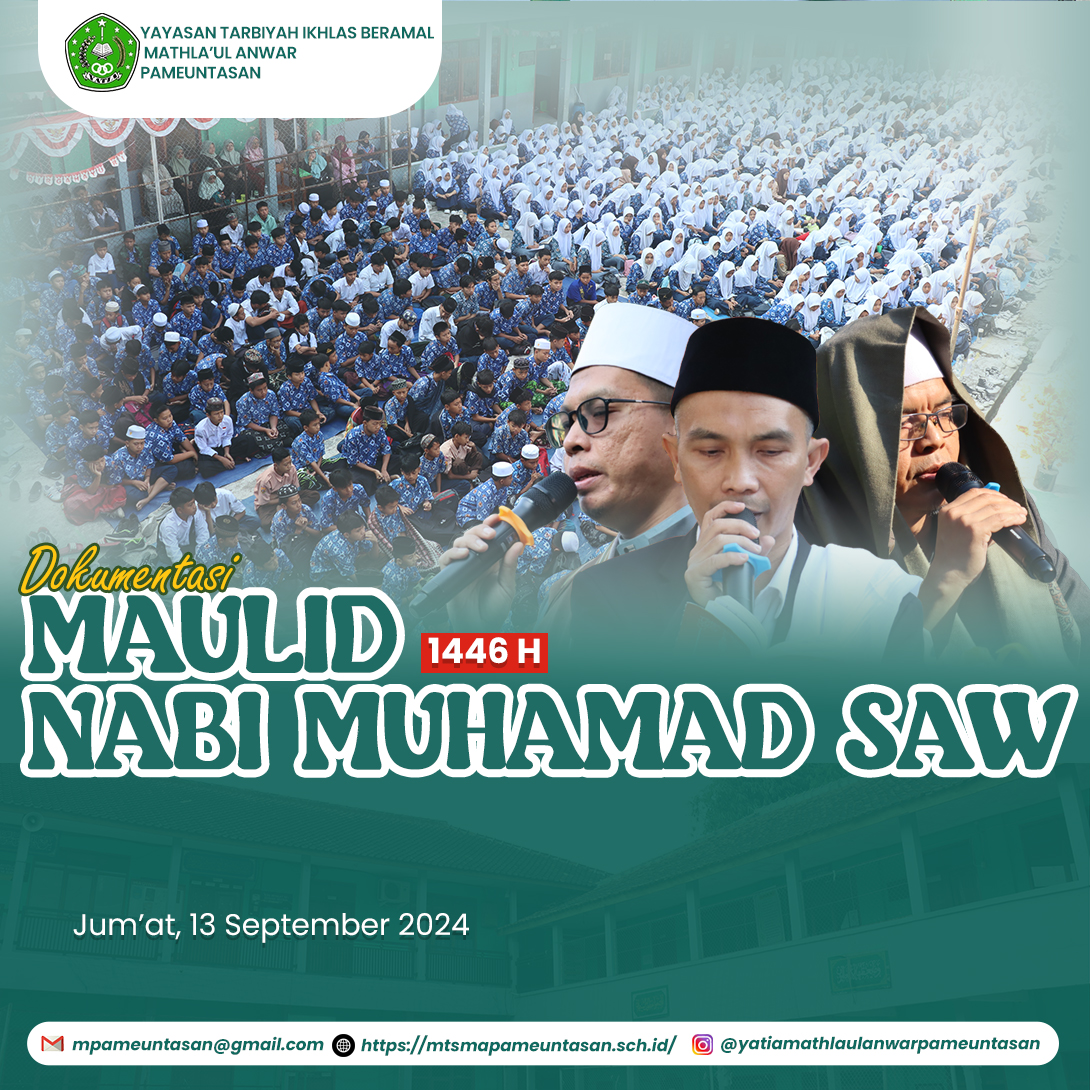 YAYASAN TARBIYAH IKHLAS BERAMAL
MATHLA'UL ANWAR
PAMEUNTASAN
Dokumentasi
MAULID
1446 H
NABI MUHAMAD SAW
Jum'at, 13 September 2024
mpameuntasan@gmail.com
https://mtsmapameuntasan.sch.id/
@yatiamathlaulanwarpameuntasan